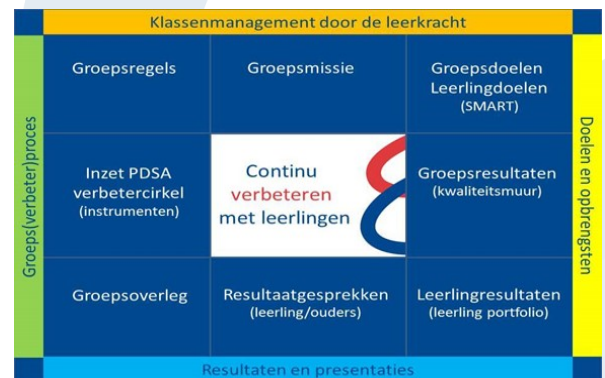 Klassenmanagement door de leerkracht
Groepsregels
Groepsmissie
Groepsdoelen
Leerlingdoelen
(SMART)
Groeps(verbeter)proces
Doelen en opbrengsten
Inzet PDSA
verbetercirkel
(instrumenten)
Continu
verbeteren
met leerlingen
Groepsresultaten
(kwaliteitsmuur)
Groepsoverleg
Resultaatgesprekken
(leerling/ouders)
Leerlingresultaten
(leerling portfolio)
Resultaten en presentaties